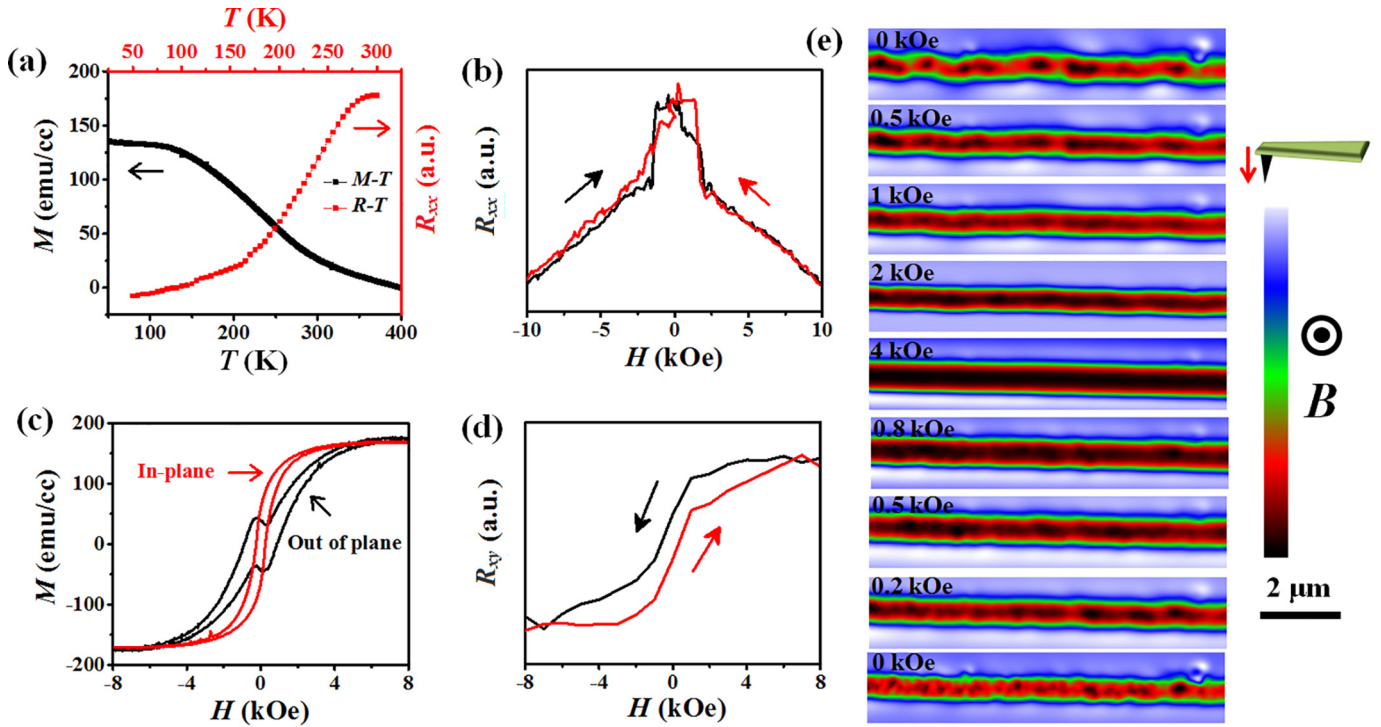 (a)
T (K)
50 100 150 200 250 300
M (emu/cc)
200
150
100
50
0
M-T
R-T
Rxx (a.u.)
100 200 300 400
T (K)
(b)
Rxx (a.u.)
-10 -5 0 5 10
H (kOe)
(c)
M (emu/cc)
200
100
0
-100
-200
In-plane
Out of plane
-8 -4 0 4 8
H (kOe)
(d)
Rxy (a.u.)
-8 -4 0 4 8
H (kOe)
(e)
0 kOe
0.5 kOe
1 kOe
2 kOe
4 kOe
0.8 kOe
0.5 kOe
0.2 kOe
0 kOe
B
2 μm